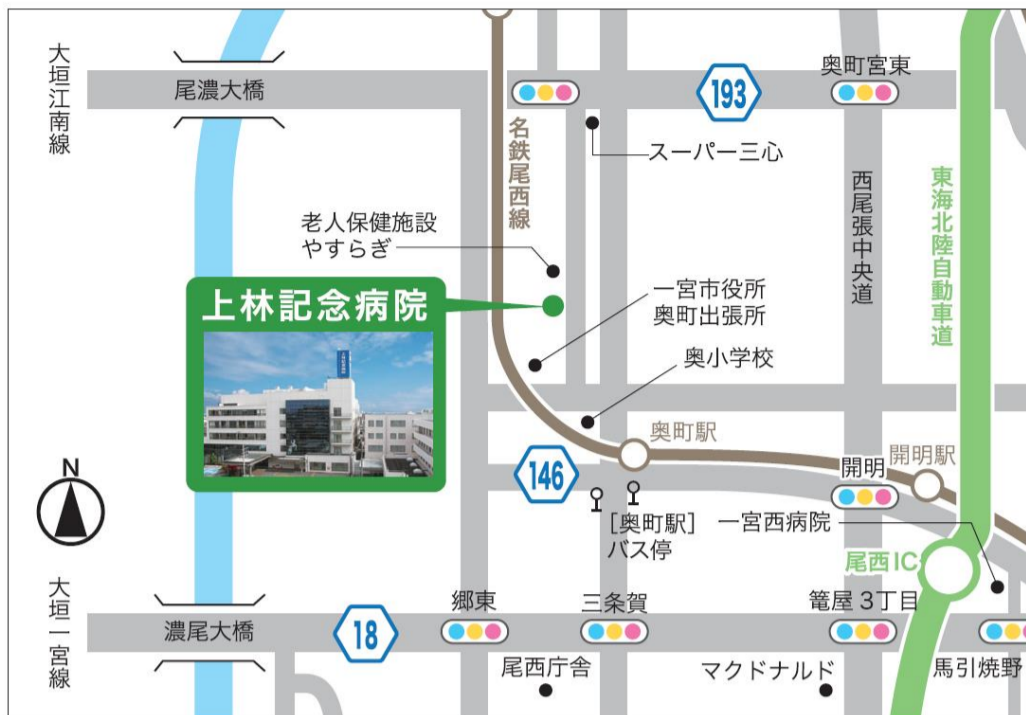 大垣江南線
尾濃大橋
193
奥町宮東
名鉄尾西線
スーパー三心
老人保健施設
やすらぎ
西尾張中央道
東海北陸自動車道
上林記念病院
一宮市役所
奥町出張所
奥小学校
奥町駅
開明
開明駅
N
146
[奥町駅]
バス停
一宮西病院
尾西IC
大垣一宮線
濃尾大橋
18
郷東
三条賀
篭屋3丁目
尾西庁舎
マクドナルド
馬引焼野